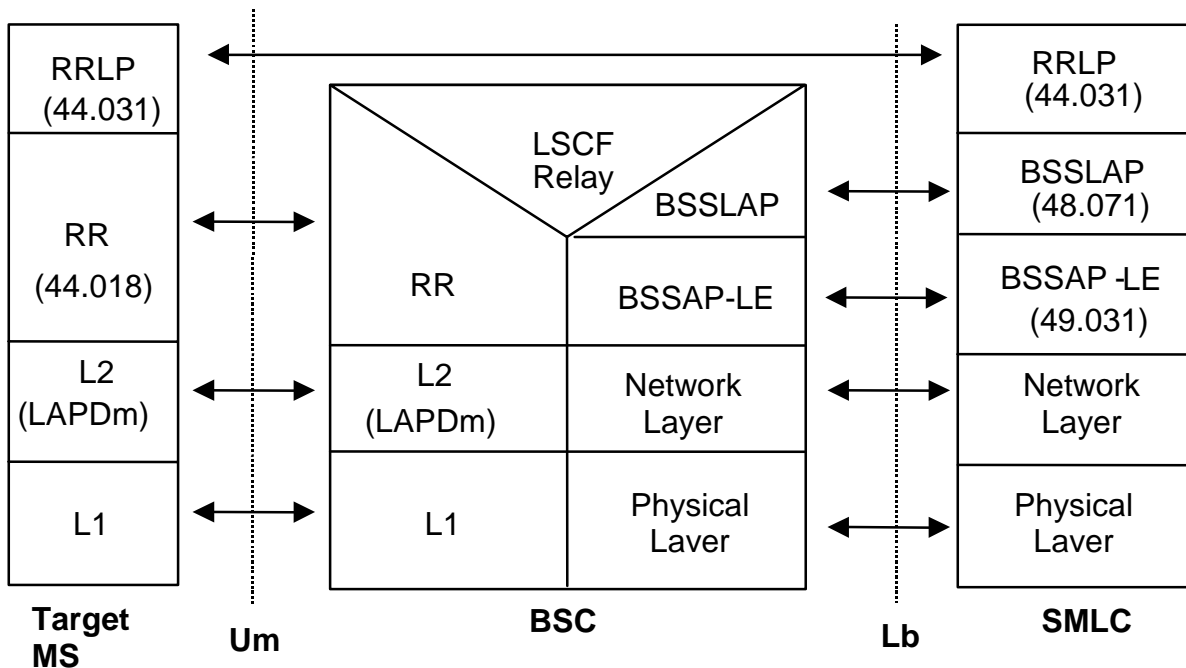 RRLP
(44.031)
RR
(44.018)
L2
(LAPDm)
L1
Target
MS
Um
LSCF
Relay
BSSLAP
RR
BSSAP-LE
L2
(LAPDm)
Network
Layer
L1
Physical
Laver
BSC
Lb
RRLP
(44.031)
BSSLAP
(48.071)
BSSAP -LE
(49.031)
Network
Layer
Physical
Laver
SMLC